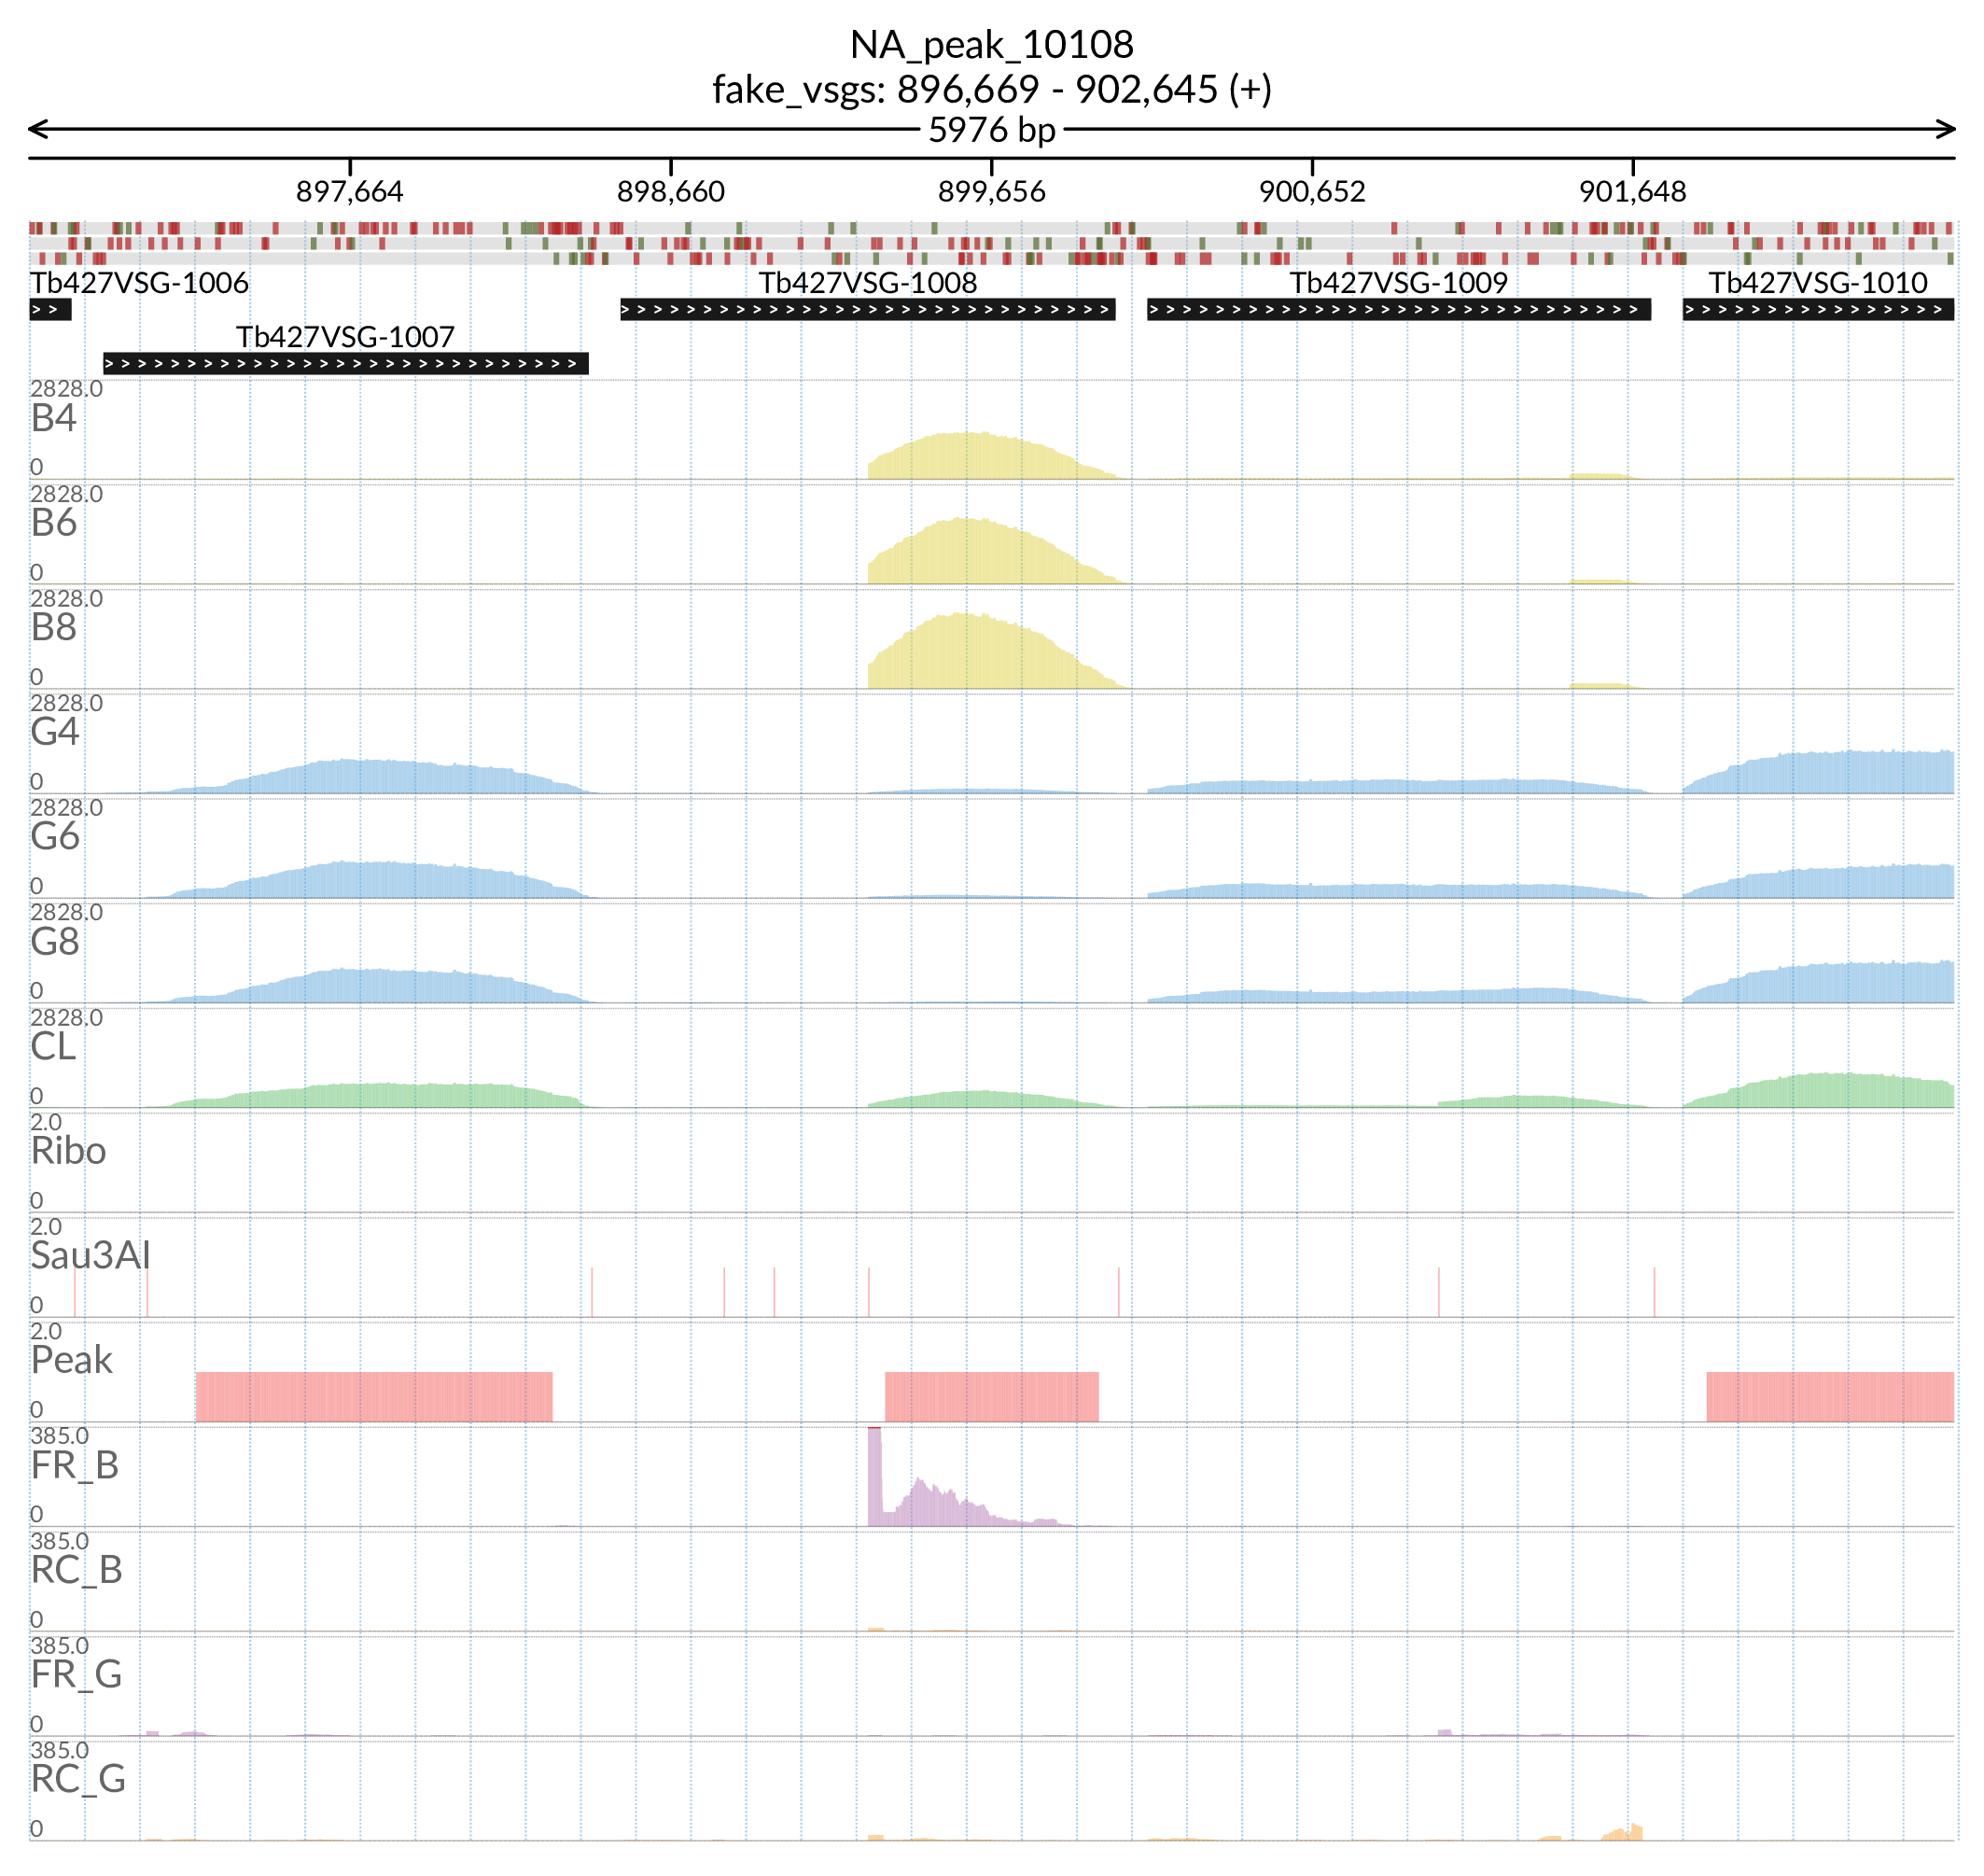 NA_peak_10108
fake_vsgs: 896,669 - 902,645 (+)
5976 bp
897,664 898,660 899,656 900,652 901,648
Tb427VSG-1006 Tb427VSG-1008 Tb427VSG-1009 Tb427VSG-1010
Tb427VSG-1007
2828.0
B4
0
2828.0
B6
0
2828.0
B8
0
2828.0
G4
0
2828.0
G6
0
2828.0
G8
0
2828.0
CL
0
2.0
Ribo
0
2.0
Sau3AI
0
2.0
Peak
0
385.0
FR_B
0
385.0
RC_B
0
385.0
FR_G
0
385.0
RC_G
0